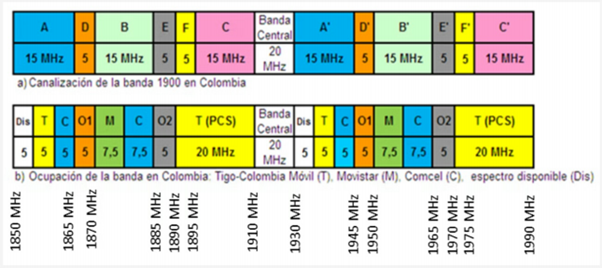 A D B E F C Banda Central A' D' B' E' F' C'
15 MHz 5 15 MHz 5 5 15 MHz 20 MHz 15 MHz 5 15 MHz 5 5 15 MHz
a) Canalización de la banda 1900 en Colombia
Dis T C O1 M C O2 T (PCS) Banda Central Dis T C O1 M C O2 T (PCS)
5 5 5 5 7,5 7,5 5 20 MHz 20 MHz 5 5 5 5 7,5 7,5 5 20 MHz
b) Ocupación de la banda en Colombia: Tigo-Colombia Móvil (T), Movistar (M), Comcel (C), espectro disponible (Dis)
1850 MHz 1865 MHz 1870 MHz 1885 MHz 1890 MHz 1895 MHz 1910 MHz 1930 MHz 1945 MHz 1950 MHz 1965 MHz 1970 MHz 1975 MHz 1990 MHz